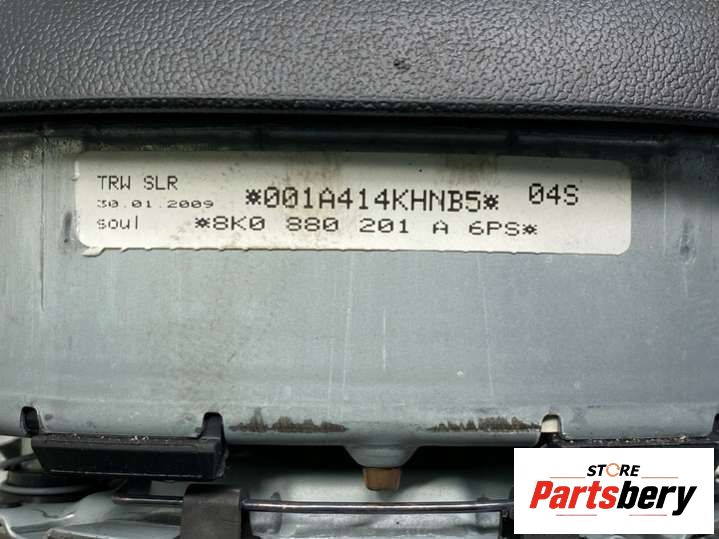 TRW SLR *001A414KHNB5* 04S
30.01.2009
soul *8K0 880 201 A 6PS*
STORE
Partsbery